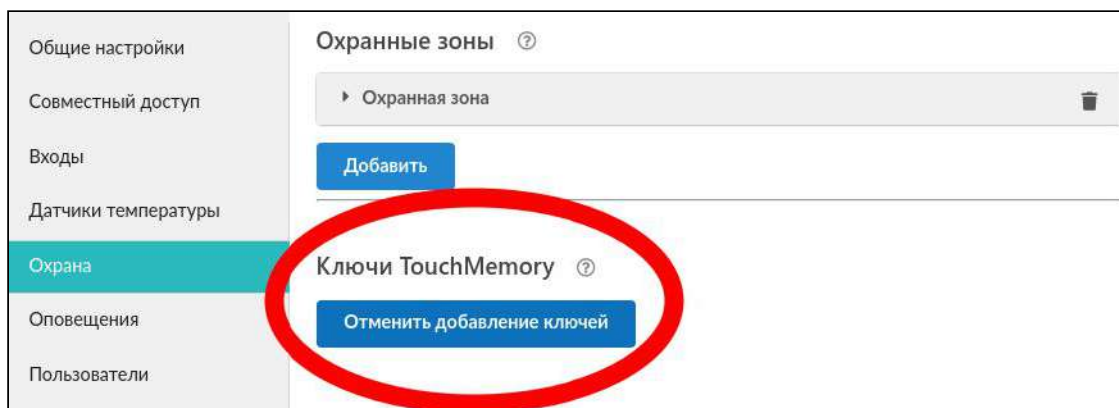 Общие настройки
Совместный доступ
Входы
Датчики температуры
Охрана
Оповещения
Пользователи
Охранные зоны
Охранная зона
Добавить
Ключи TouchMemory
Отменить добавление ключей